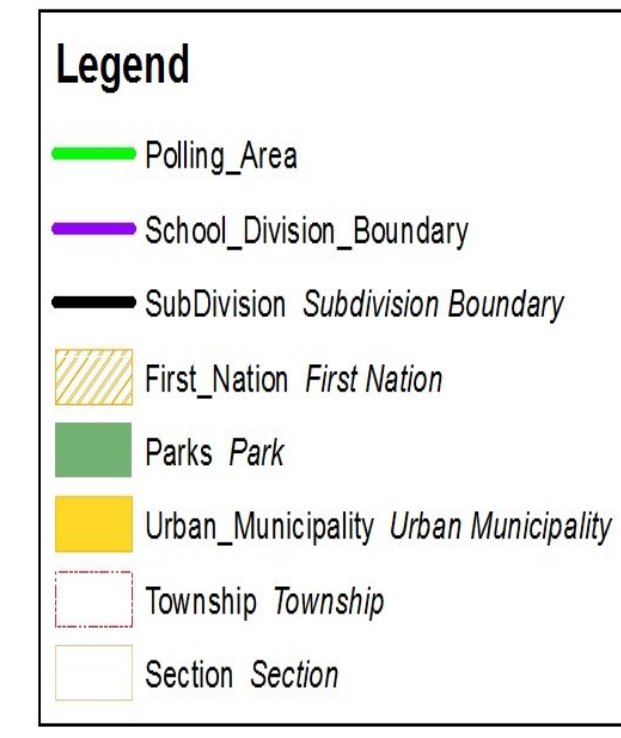 Legend
Polling_Area
School_Division_Boundary
SubDivision Subdivision Boundary
First_Nation First Nation
Parks Park
Urban_Municipality Urban Municipality
Township Township
Section Section